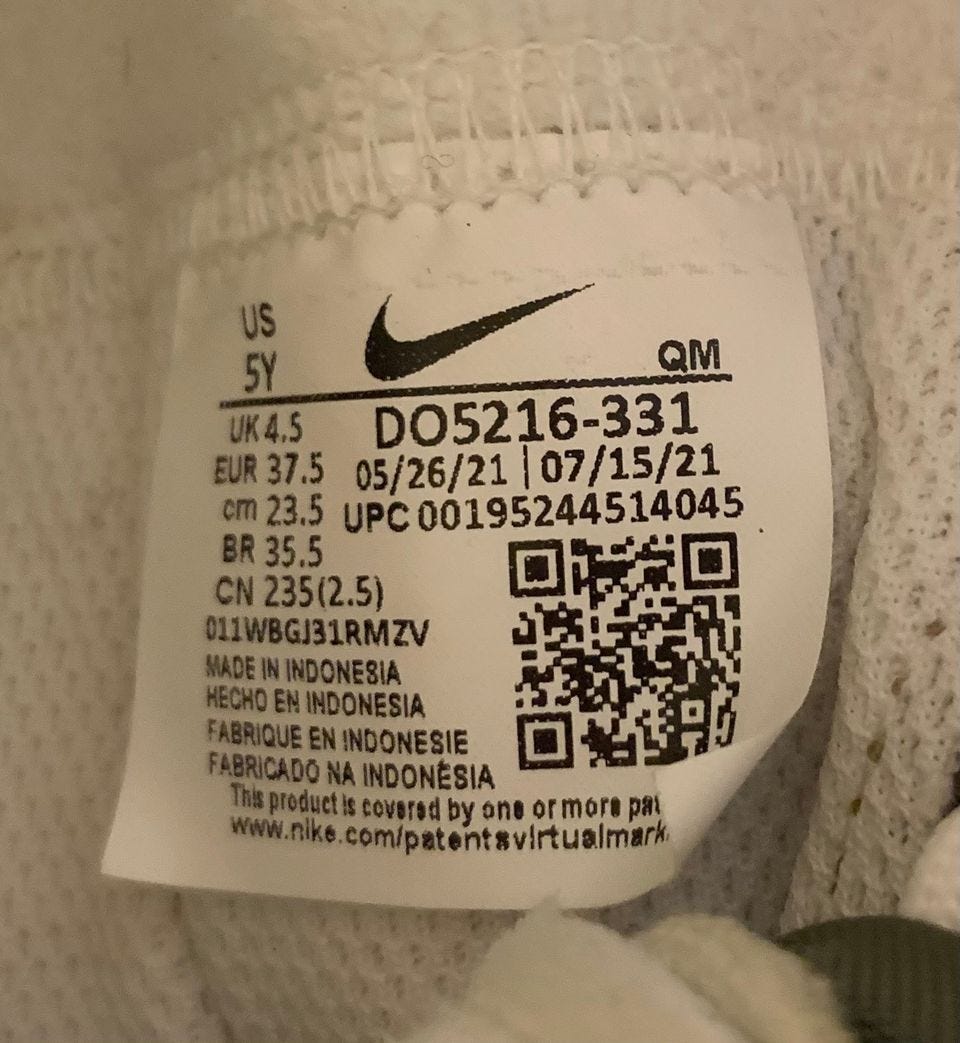 US
5Y
QM
UK 4.5
DO5216-331
EUR 37.5
05/26/21 | 07/15/21
cm 23.5
UPC 00195244514045
BR 35.5
CN 235(2.5)
011WBGJ31RMZV
MADE IN INDONESIA
HECHO EN INDONESIA
FABRIQUE EN INDONESIE
FABRICADO NA INDONÉSIA
This product is covered by one or more pat
www.nike.com/patentsvirtualmark